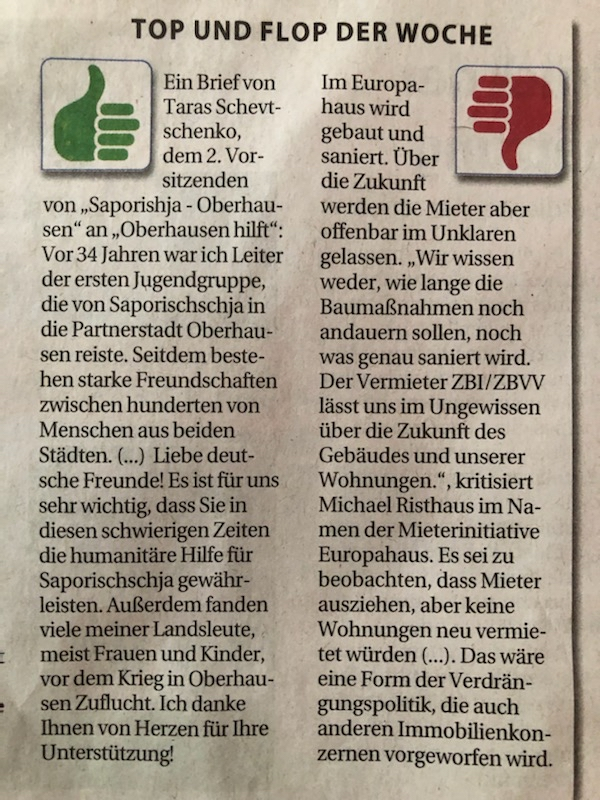 TOP UND FLOP DER WOCHE
Ein Brief von
Taras Schevt-
schenko,
dem 2. Vor-
sitzenden
von „Saporishja - Oberhau-
sen“ an „Oberhausen hilft“:
Vor 34 Jahren war ich Leiter
der ersten Jugendgruppe,
die von Saporischschja in
die Partnerstadt Oberhau-
sen reiste. Seitdem beste-
hen starke Freundschaften
zwischen hunderten von
Menschen aus beiden
Städten. (...) Liebe deut-
sche Freunde! Es ist für uns
sehr wichtig, dass Sie in
diesen schwierigen Zeiten
die humanitäre Hilfe für
Saporischschja gewähr-
leisten. Außerdem fanden
viele meiner Landsleute,
meist Frauen und Kinder,
vor dem Krieg in Oberhau-
sen Zuflucht. Ich danke
Ihnen von Herzen für Ihre
Unterstützung!
Im Europa-
haus wird
gebaut und
saniert. Über
die Zukunft
werden die Mieter aber
offenbar im Unklaren
gelassen. „Wir wissen
weder, wie lange die
Baumaßnahmen noch
andauern sollen, noch
was genau saniert wird.
Der Vermieter ZBI/ZBVV
lässt uns im Ungewissen
über die Zukunft des
Gebäudes und unserer
Wohnungen.“, kritisiert
Michael Risthaus im Na-
men der Mieterinitiative
Europahaus. Es sei zu
beobachten, dass Mieter
ausziehen, aber keine
Wohnungen neu vermie-
tet würden (...). Das wäre
eine Form der Verdrän-
gungspolitik, die auch
anderen Immobilienkon-
zernen vorgeworfen wird.